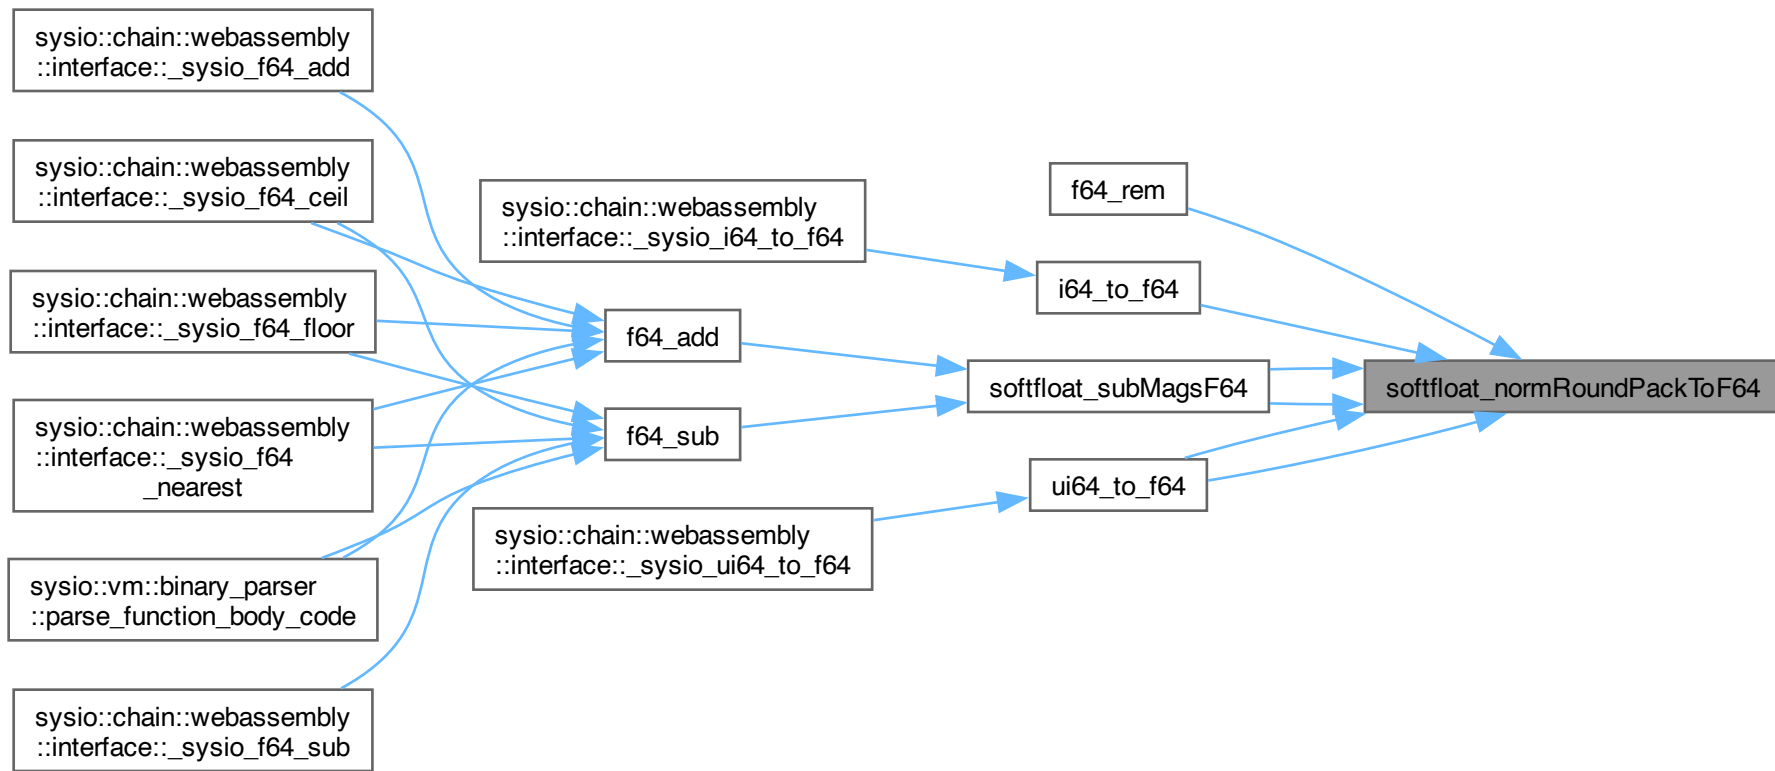 sysio::chain::webassembly
::interface::_sysio_f64_add
sysio::chain::webassembly
::interface::_sysio_f64_ceil
sysio::chain::webassembly
::interface::_sysio_f64_floor
sysio::chain::webassembly
::interface::_sysio_f64
_nearest
sysio::vm::binary_parser
::parse_function_body_code
sysio::chain::webassembly
::interface::_sysio_f64_sub
sysio::chain::webassembly
::interface::_sysio_i64_to_f64
f64_add
f64_sub
sysio::chain::webassembly
::interface::_sysio_ui64_to_f64
f64_rem
i64_to_f64
softfloat_subMagsF64
ui64_to_f64
softfloat_normRoundPackToF64